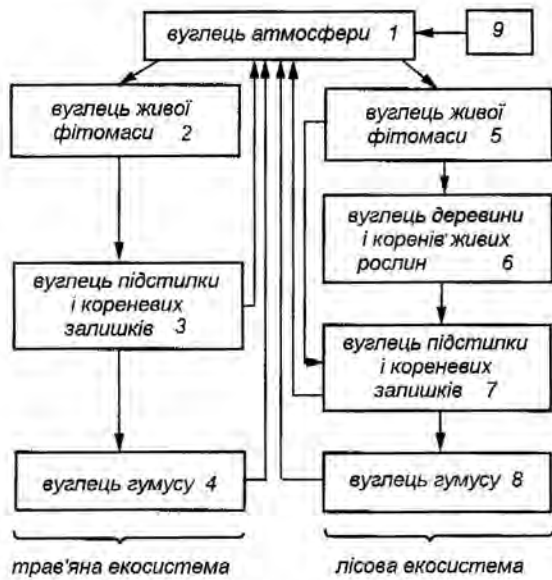 вуглець атмосфери 1
9
вуглець живої
фітомаси 2
вуглець живої
фітомаси 5
вуглець деревини
і коренів живих
рослин 6
вуглець підстилки
і кореневих
залишків 3
вуглець підстилки
і кореневих
залишків 7
вуглець гумусу 4
вуглець гумусу 8
трав'яна екосистема
лісова екосистема